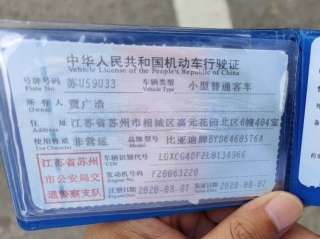 中华人民共和国机动车行驶证
Vehicle License of the People's Republic of China
号牌号码 苏U59U33 车辆类型 小型普通客车
Plate No. Vehicle Type
所有人 贾广浩
Owner
住址 江苏省苏州市相城区嘉元花园北区6幢404室
Address
使用性质 非营运 品牌型号 比亚迪牌BYD6460ST6A
Use Character Model
江苏省苏州
市公安局交
通警察支队
车辆识别代号 LGXC64DF2L0134966
VIN
发动机号码 F20063226
Engine No.
注册日期 2020-08-07 发证日期 2020-08-07
Register Date Issue Date